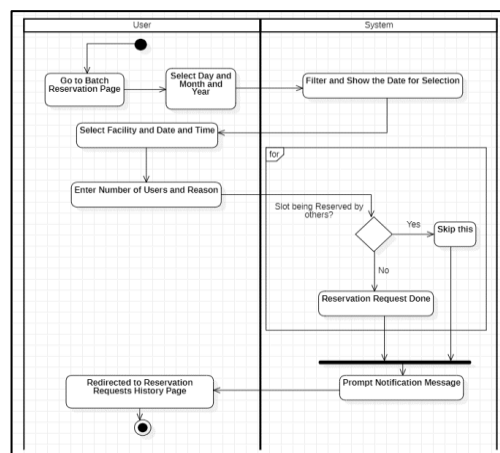 User
System
Go to Batch
Reservation Page
Select Day and
Month and
Year
Filter and Show the Date for Selection
Select Facility and Date and Time
for
Enter Number of Users and Reason
Slot being Reserved by
others?
Yes
Skip this
No
Reservation Request Done
Redirected to Reservation
Requests History Page
Prompt Notification Message